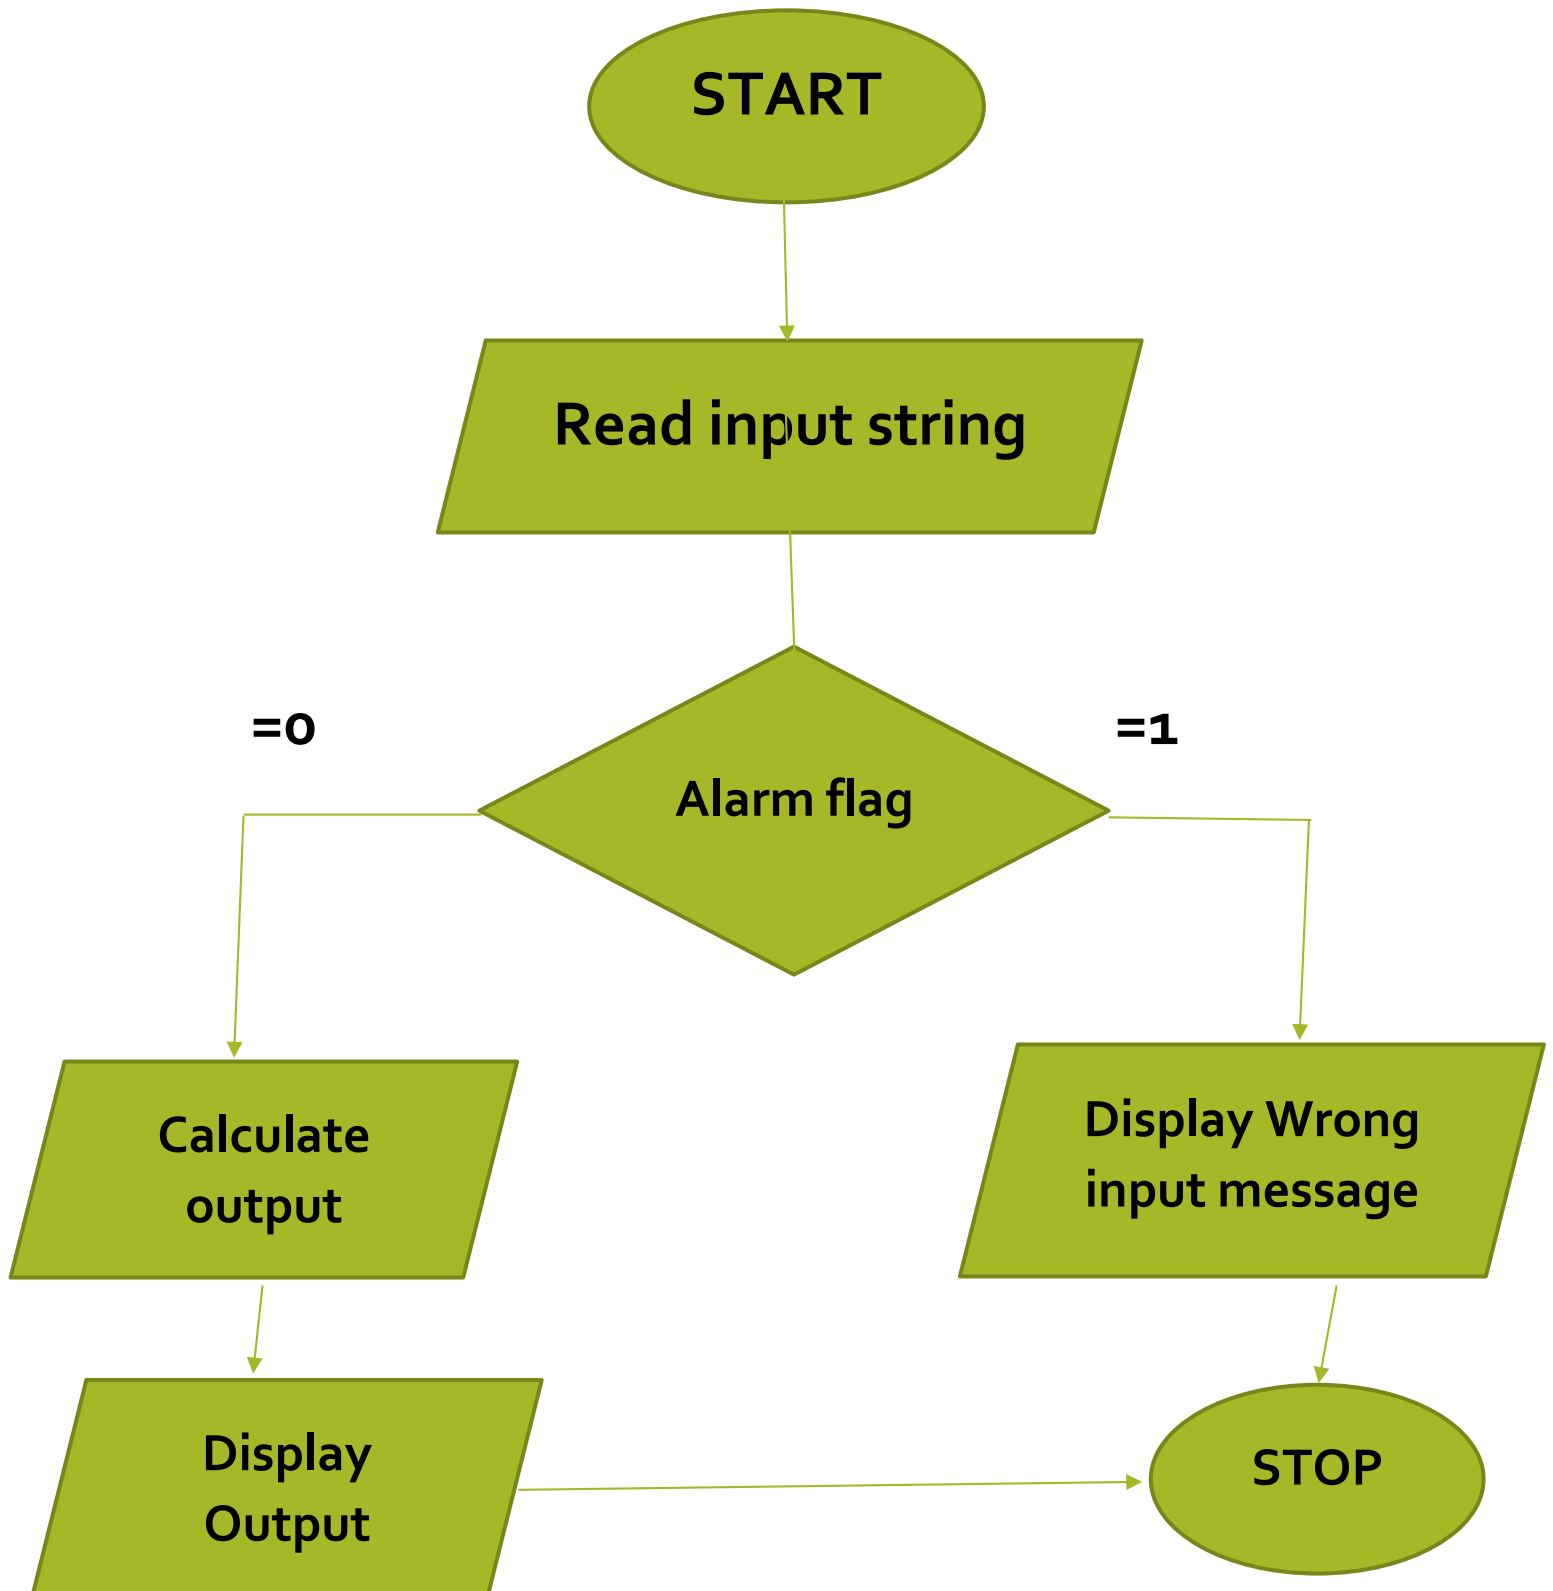 START
Read input string
=0
=1
Alarm flag
Calculate
output
Display Wrong
input message
Display
Output
STOP